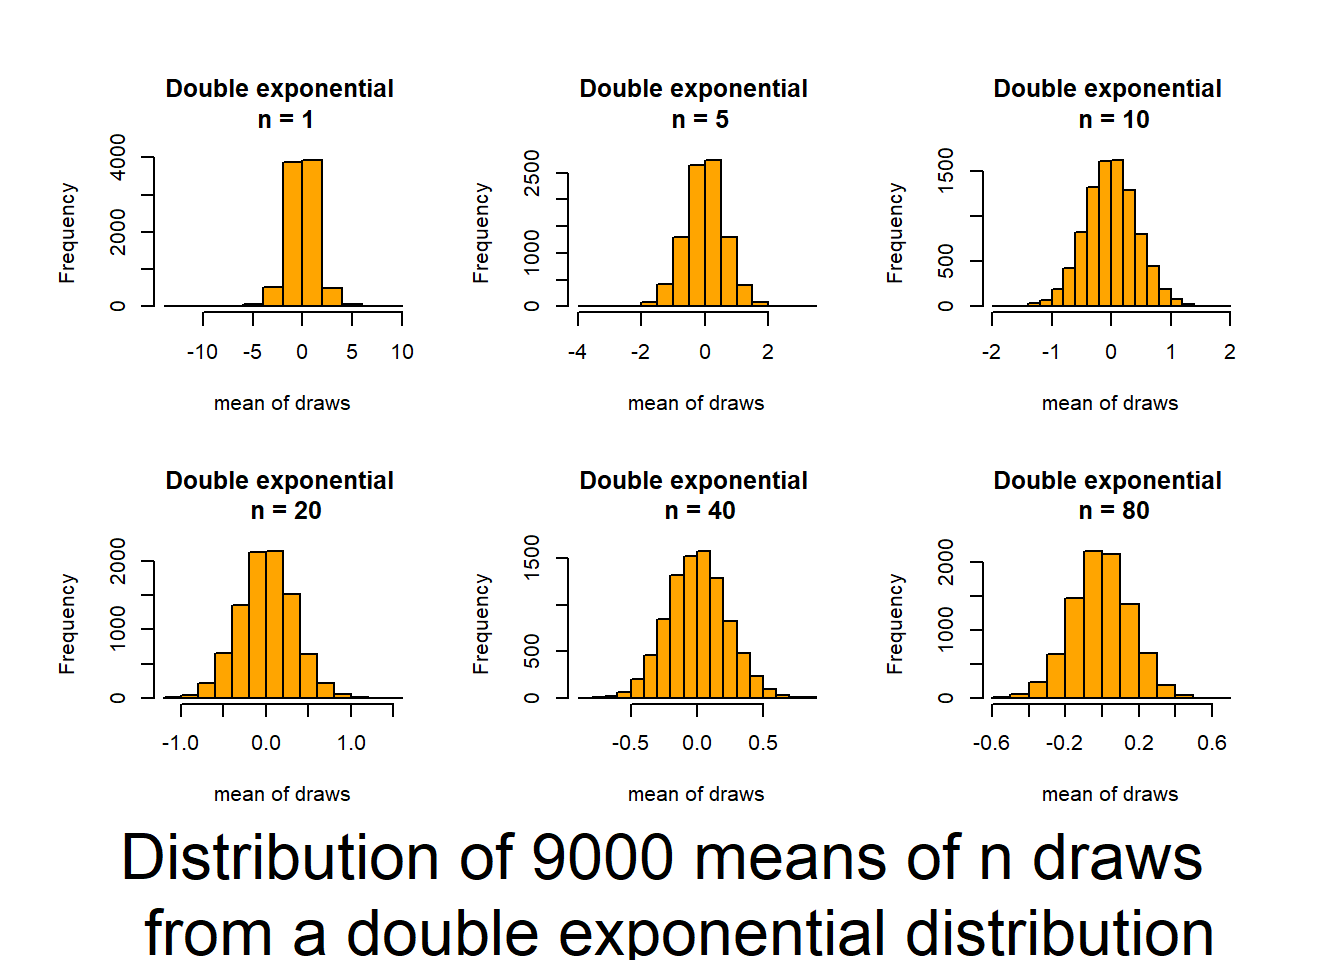 Double exponential
n = 1
Frequency
0 2000 4000
-10 -5 0 5 10
mean of draws
Double exponential
n = 5
Frequency
0 1000 2500
-4 -2 0 2
mean of draws
Double exponential
n = 10
Frequency
0 500 1500
-2 -1 0 1 2
mean of draws
Double exponential
n = 20
Frequency
0 1000 2000
-1.0 0.0 1.0
mean of draws
Double exponential
n = 40
Frequency
0 500 1500
-0.5 0.0 0.5
mean of draws
Double exponential
n = 80
Frequency
0 1000 2000
-0.6 -0.2 0.2 0.6
mean of draws
Distribution of 9000 means of n draws
from a double exponential distribution